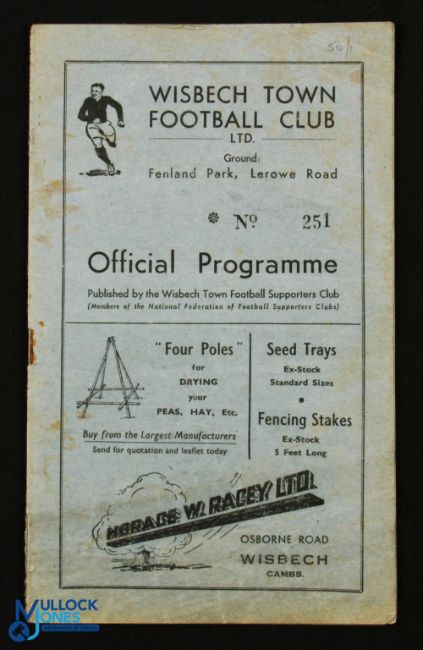 50/1
WISBECH TOWN
FOOTBALL CLUB
LTD.
Ground:
Fenland Park, Lerowe Road
Nº 251
Official Programme
Published by the Wisbech Town Football Supporters Club
(Members of the National Federation of Football Supporters Clubs)
"Four Poles"
for
DRYING
your
PEAS, HAY, Etc.
Buy from the Largest Manufacturers
Send for quotation and leaflet today
Seed Trays
Ex-Stock
Standard Sizes
Fencing Stakes
Ex-Stock
5 Feet Long
HORACE W. RACEY, LTD.
OSBORNE ROAD
WISBECH
CAMBS.
MULLOCK
JONES